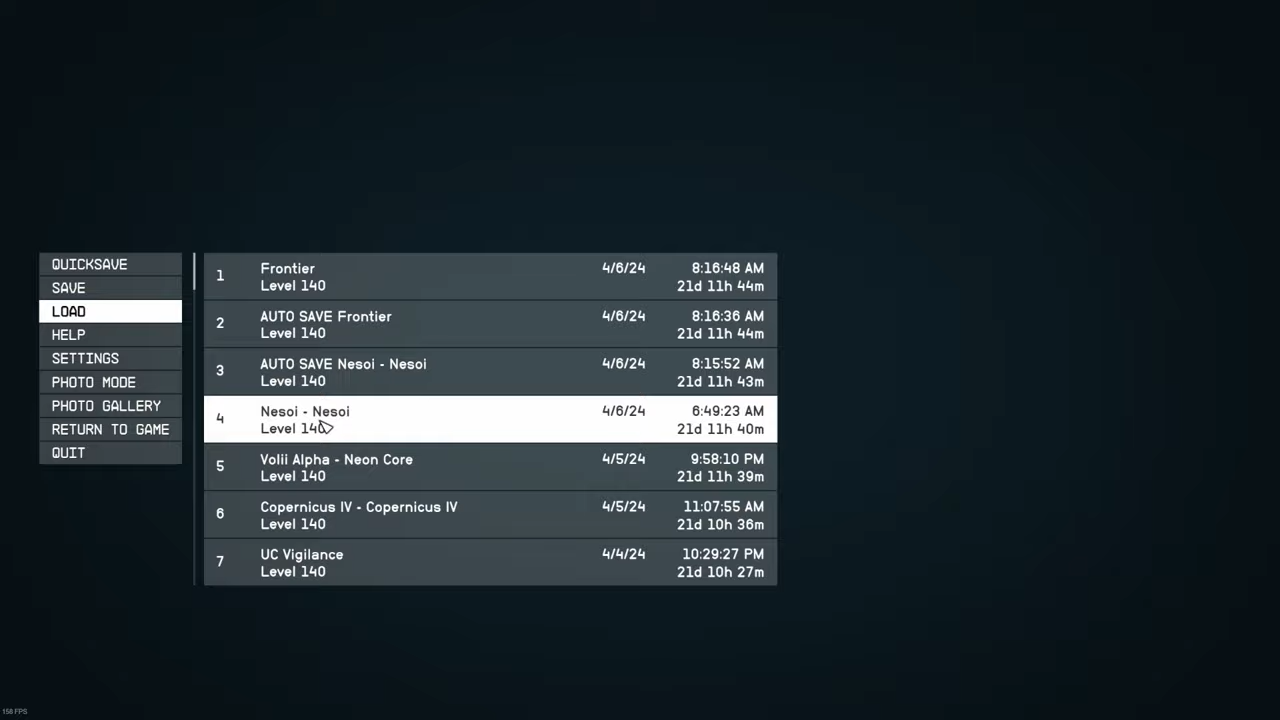 QUICKSAVE
SAVE
LOAD
HELP
SETTINGS
PHOTO MODE
PHOTO GALLERY
RETURN TO GAME
QUIT
1 Frontier 4/6/24 8:16:48 AM
Level 140 21d 11h 44m
2 AUTO SAVE Frontier 4/6/24 8:16:36 AM
Level 140 21d 11h 44m
3 AUTO SAVE Nesoi - Nesoi 4/6/24 8:15:52 AM
Level 140 21d 11h 43m
4 Nesoi - Nesoi 4/6/24 6:49:23 AM
Level 140 21d 11h 40m
5 Volii Alpha - Neon Core 4/5/24 9:58:10 PM
Level 140 21d 11h 39m
6 Copernicus IV - Copernicus IV 4/5/24 11:07:55 AM
Level 140 21d 10h 36m
7 UC Vigilance 4/4/24 10:29:27 PM
Level 140 21d 10h 27m
158 FPS